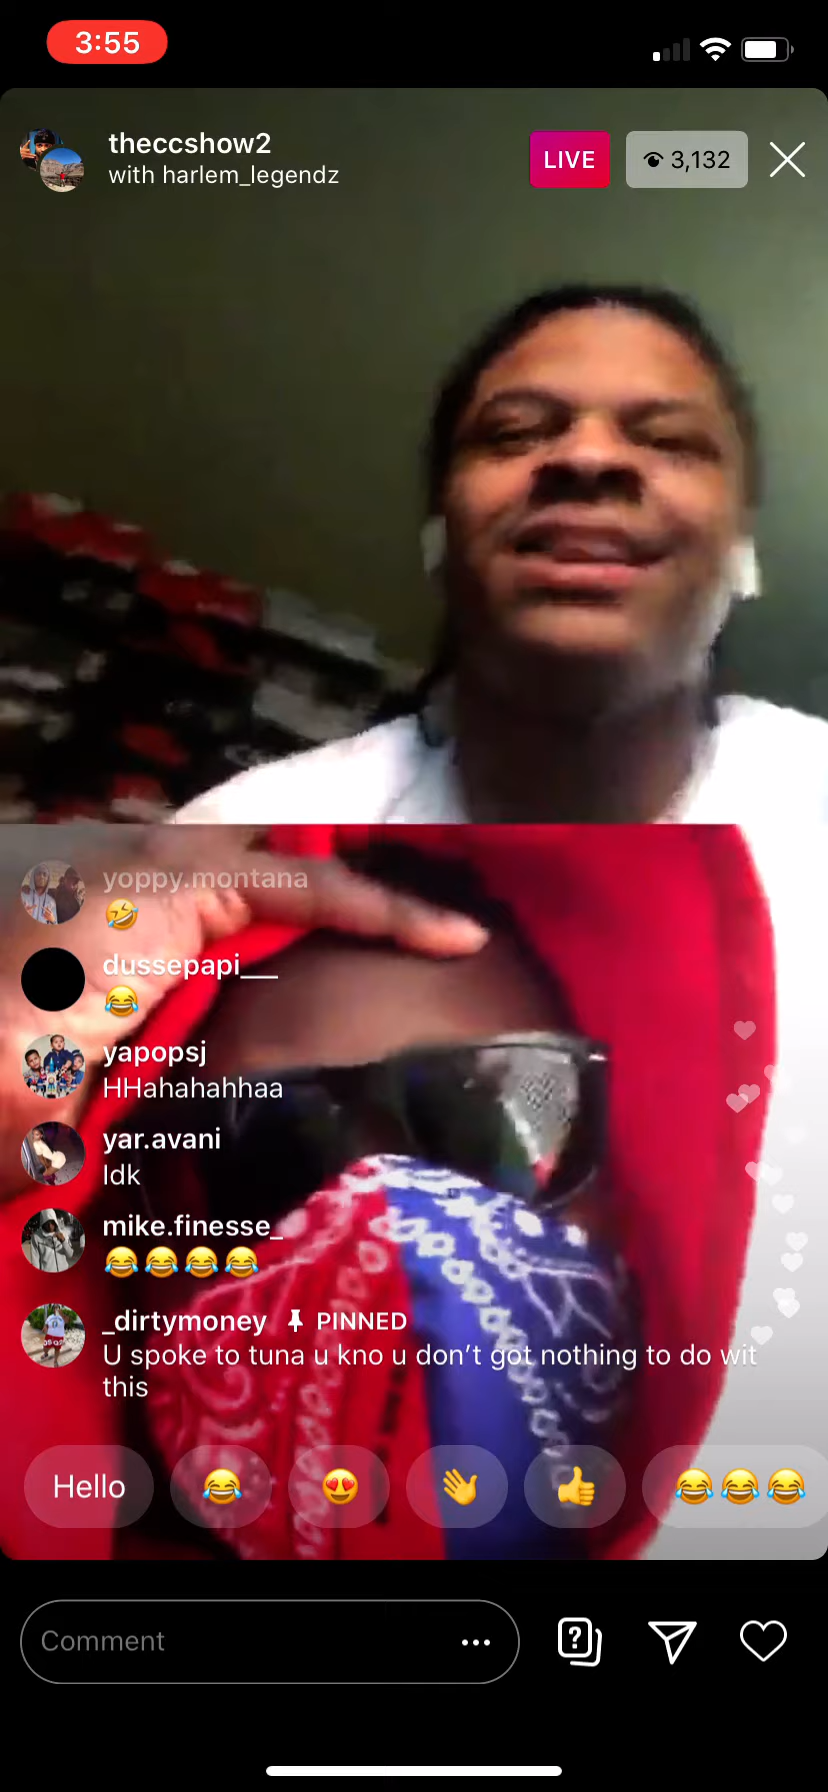 3:55
theccshow2
with harlem_legendz
LIVE
3,132
yoppy.montana
🤣
dussepapi___
😂
yapopsj
HHahahahhaa
yar.avani
Idk
mike.finesse_
😂😂😂😂
_dirtymoney PINNED
U spoke to tuna u kno u don’t got nothing to do wit
this
Hello 😂 😍 👋 👍 😂😂😂
Comment